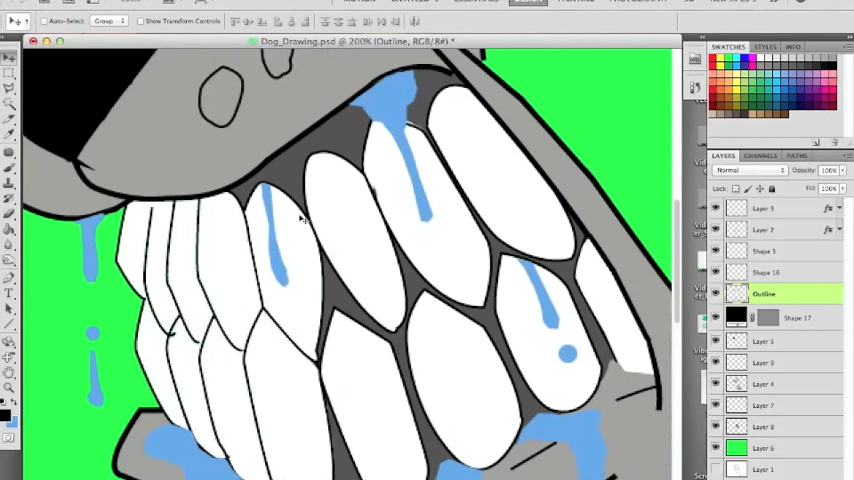 Auto-Select:
Group
Show Transform Controls
Dog_Drawing.psd @ 200% (Outline, RGB/8#) *
SWATCHES STYLES INFO
LAYERS CHANNELS PATHS
Normal
Opacity: 100%
Lock:
Fill: 100%
Layer 3 fx
Layer 2 fx
Shape 3
Shape 16
Outline
Shape 17
Layer 5
Layer 9
Layer 4
Layer 7
Layer 8
Layer 6
Layer 1